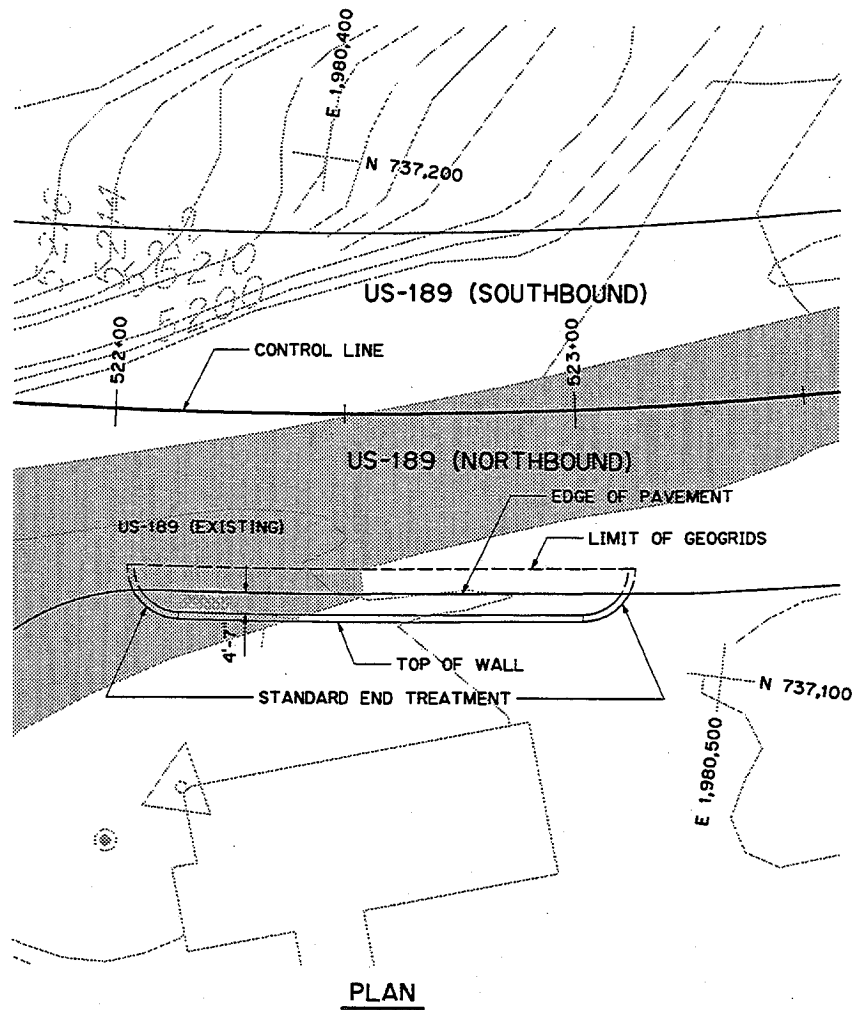 E 1,980,400
N 737,200
5210
5200
US-189 (SOUTHBOUND)
522+00
CONTROL LINE
523+00
US-189 (NORTHBOUND)
EDGE OF PAVEMENT
US-189 (EXISTING)
LIMIT OF GEOGRIDS
4'-7"
TOP OF WALL
STANDARD END TREATMENT
N 737,100
E 1,980,500
PLAN